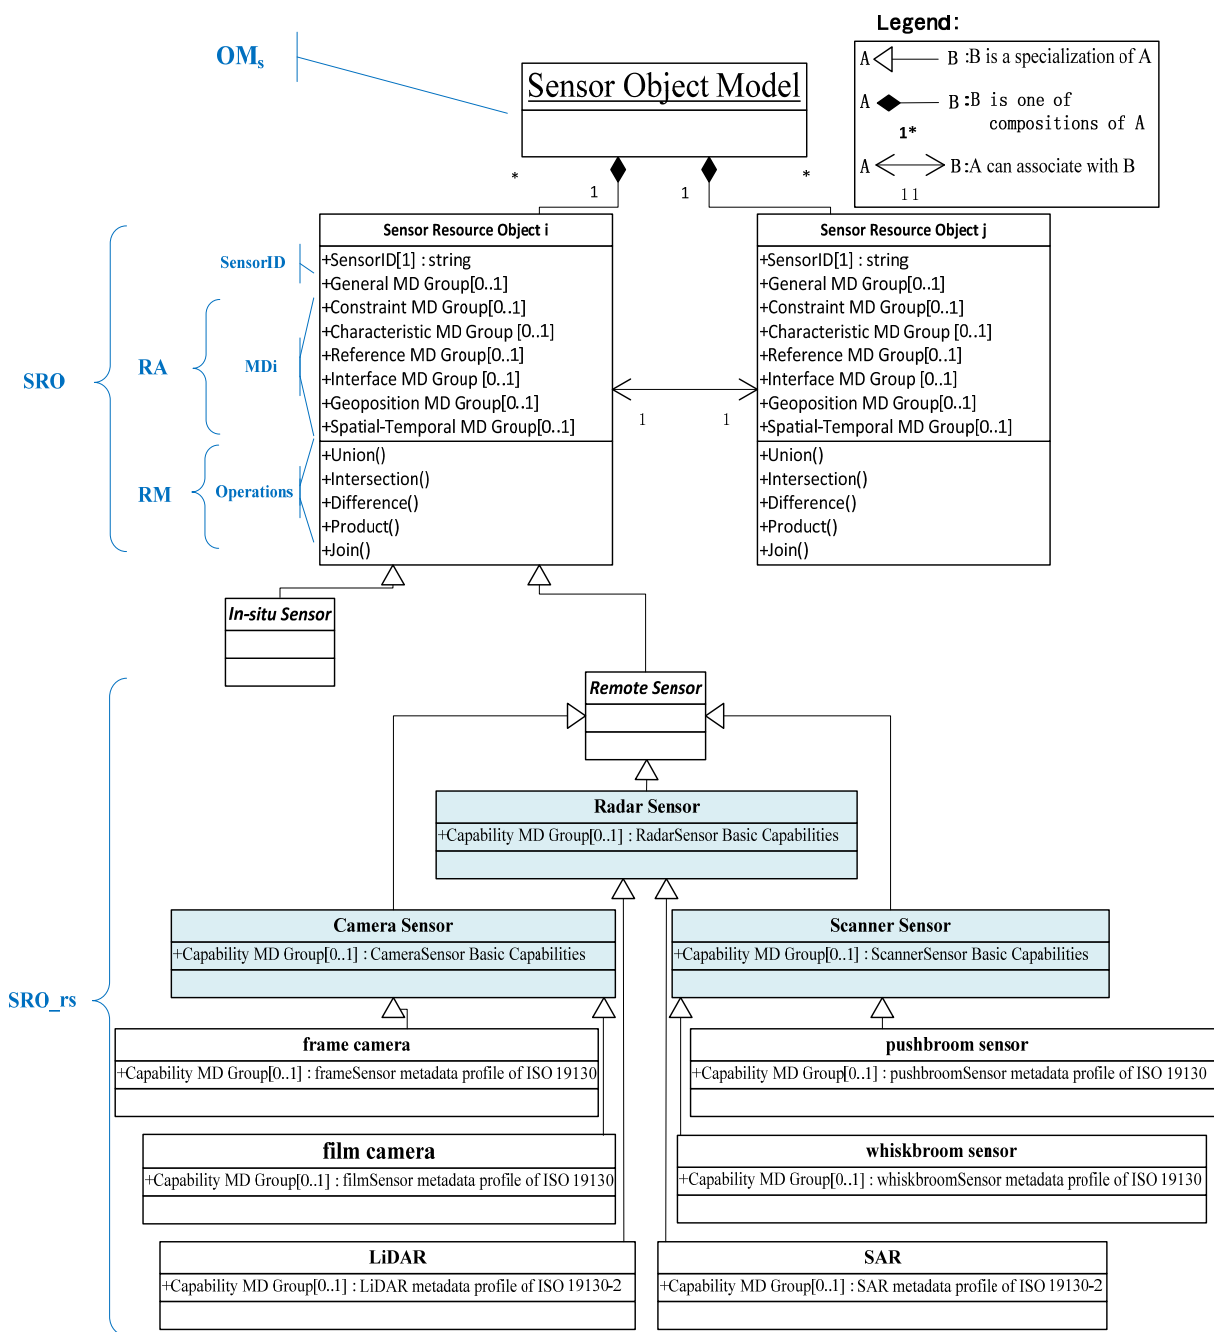 Legend:
A B :B is a specialization of A
A B :B is one of
compositions of A
1*
A B :A can associate with B
11
OMs
Sensor Object Model
* 1 1 *
Sensor Resource Object i
+SensorID[1] : string
+General MD Group[0..1]
+Constraint MD Group[0..1]
+Characteristic MD Group [0..1]
+Reference MD Group[0..1]
+Interface MD Group [0..1]
+Geoposition MD Group[0..1]
+Spatial-Temporal MD Group[0..1]
+Union()
+Intersection()
+Difference()
+Product()
+Join()
1 1
Sensor Resource Object j
+SensorID[1] : string
+General MD Group[0..1]
+Constraint MD Group[0..1]
+Characteristic MD Group [0..1]
+Reference MD Group[0..1]
+Interface MD Group [0..1]
+Geoposition MD Group[0..1]
+Spatial-Temporal MD Group[0..1]
+Union()
+Intersection()
+Difference()
+Product()
+Join()
SensorID
SRO
RA
MDi
RM
Operations
In-situ Sensor
Remote Sensor
Radar Sensor
+Capability MD Group[0..1] : RadarSensor Basic Capabilities
Camera Sensor
+Capability MD Group[0..1] : CameraSensor Basic Capabilities
Scanner Sensor
+Capability MD Group[0..1] : ScannerSensor Basic Capabilities
SRO_rs
frame camera
+Capability MD Group[0..1] : frameSensor metadata profile of ISO 19130
pushbroom sensor
+Capability MD Group[0..1] : pushbroomSensor metadata profile of ISO 19130
film camera
+Capability MD Group[0..1] : filmSensor metadata profile of ISO 19130
whiskbroom sensor
+Capability MD Group[0..1] : whiskbroomSensor metadata profile of ISO 19130
LiDAR
+Capability MD Group[0..1] : LiDAR metadata profile of ISO 19130-2
SAR
+Capability MD Group[0..1] : SAR metadata profile of ISO 19130-2